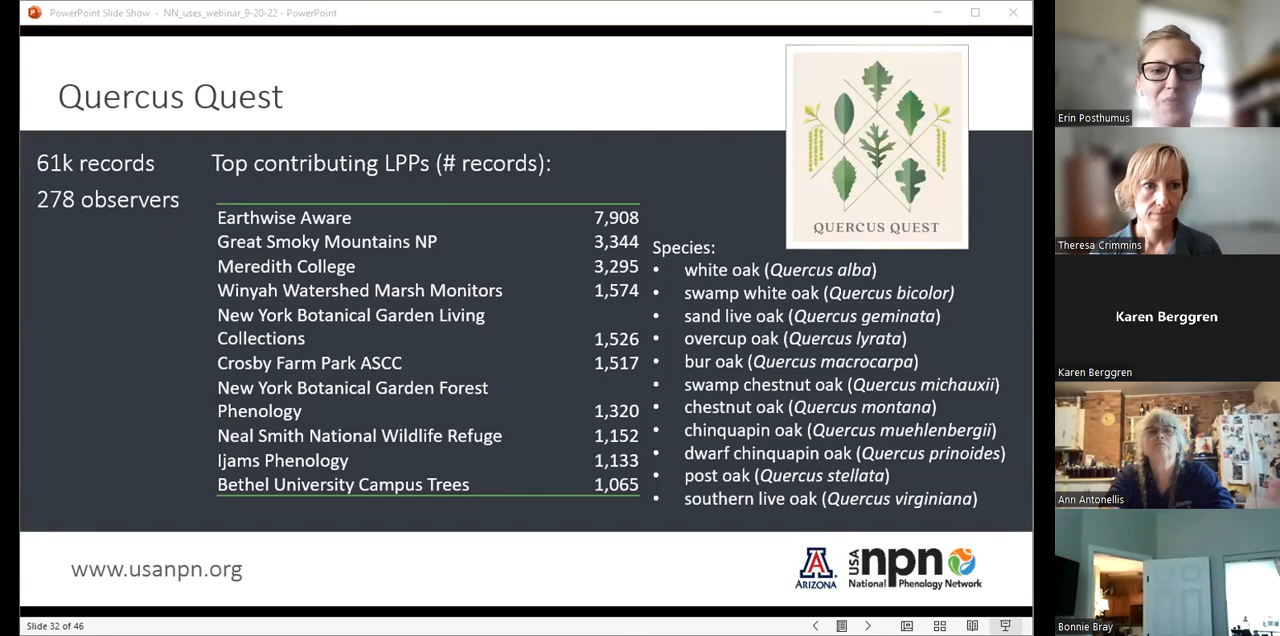 PowerPoint Slide Show - NN_uses_webinar_9-20-22 - PowerPoint
Quercus Quest
QUERCUS QUEST
61k records
278 observers
Top contributing LPPs (# records):
Earthwise Aware 7,908
Great Smoky Mountains NP 3,344
Meredith College 3,295
Winyah Watershed Marsh Monitors 1,574
New York Botanical Garden Living
Collections 1,526
Crosby Farm Park ASCC 1,517
New York Botanical Garden Forest
Phenology 1,320
Neal Smith National Wildlife Refuge 1,152
Ijams Phenology 1,133
Bethel University Campus Trees 1,065
Species:
• white oak (Quercus alba)
• swamp white oak (Quercus bicolor)
• sand live oak (Quercus geminata)
• overcup oak (Quercus lyrata)
• bur oak (Quercus macrocarpa)
• swamp chestnut oak (Quercus michauxii)
• chestnut oak (Quercus montana)
• chinquapin oak (Quercus muehlenbergii)
• dwarf chinquapin oak (Quercus prinoides)
• post oak (Quercus stellata)
• southern live oak (Quercus virginiana)
www.usanpn.org
A
ARIZONA
USA npn
National Phenology Network
Slide 32 of 46
Erin Posthumus
Theresa Crimmins
Karen Berggren
Karen Berggren
Ann Antonellis
Bonnie Bray